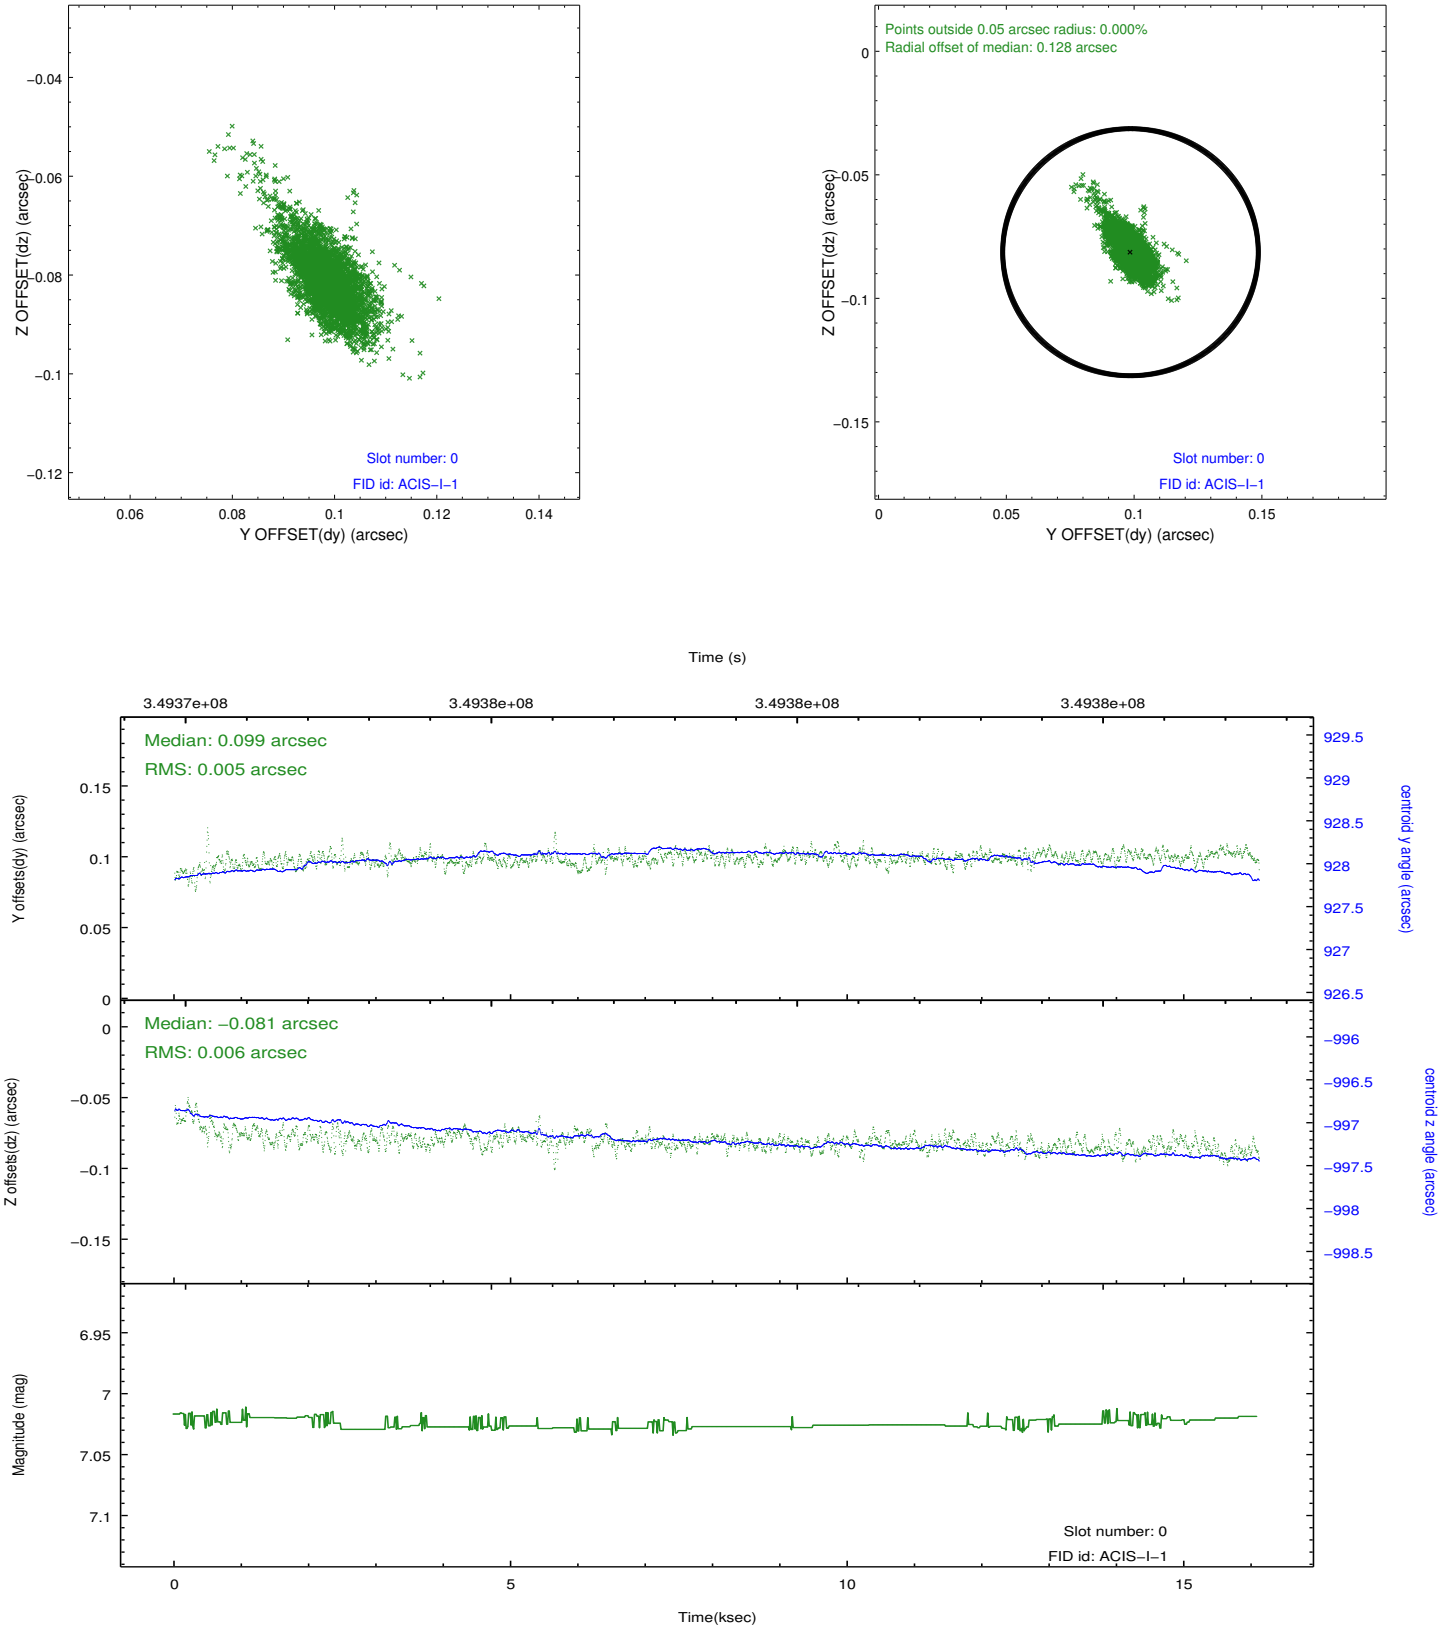 −0.04
−0.06
−0.08
−0.1
−0.12
Z OFFSET(dz) (arcsec)
0.06
0.08
0.1
0.12
0.14
Y OFFSET(dy) (arcsec)
Slot number: 0
FID id: ACIS−I−1
Points outside 0.05 arcsec radius: 0.000%
Radial offset of median: 0.128 arcsec
0
−0.05
−0.1
−0.15
Z OFFSET(dz) (arcsec)
0
0.05
0.1
0.15
Y OFFSET(dy) (arcsec)
Slot number: 0
FID id: ACIS−I−1
Time (s)
3.4937e+08
3.4938e+08
3.4938e+08
3.4938e+08
Median: 0.099 arcsec
RMS: 0.005 arcsec
0.15
0.1
0.05
0
Y offsets(dy) (arcsec)
929.5
929
928.5
928
927.5
927
926.5
centroid y angle (arcsec)
Median: −0.081 arcsec
RMS: 0.006 arcsec
0
−0.05
−0.1
−0.15
Z offsets(dz) (arcsec)
−996
−996.5
−997
−997.5
−998
−998.5
centroid z angle (arcsec)
6.95
7
7.05
7.1
Magnitude (mag)
Slot number: 0
FID id: ACIS−I−1
0
5
10
15
Time(ksec)